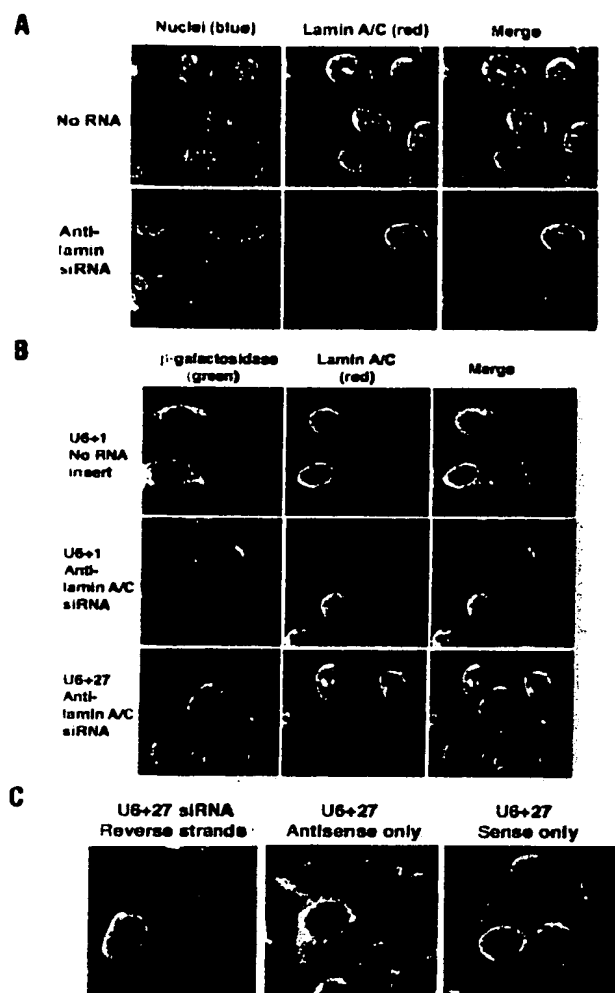 A
Nuclei (blue)
Lamin A/C (red)
Merge
No RNA
Anti-
lamin
siRNA
B
β-galactosidase
(green)
Lamin A/C
(red)
Merge
U6+1
No RNA
insert
U6+1
Anti-
lamin A/C
siRNA
U6+27
Anti-
lamin A/C
siRNA
C
U6+27 siRNA
Reverse strands
U6+27
Antisense only
U6+27
Sense only